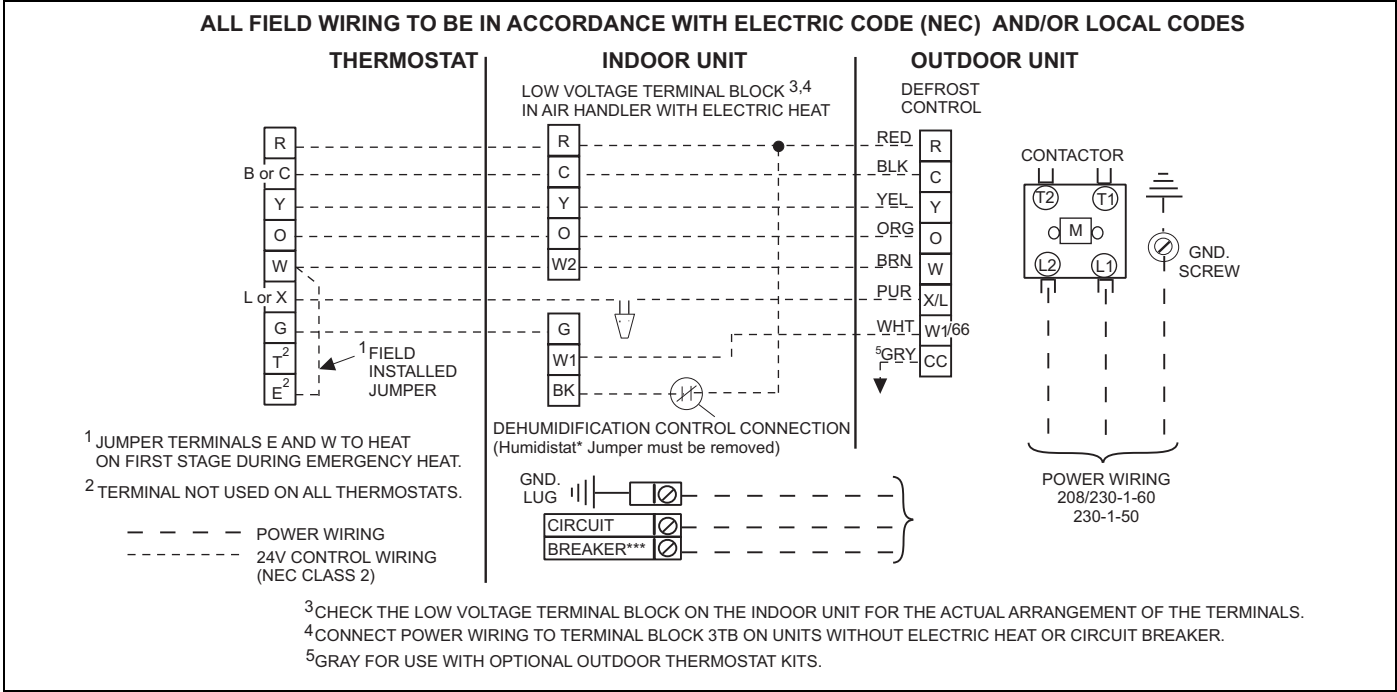 ALL FIELD WIRING TO BE IN ACCORDANCE WITH ELECTRIC CODE (NEC) AND/OR LOCAL CODES
THERMOSTAT
R
B or C
Y
O
W
L or X
G
T2
E2
1 FIELD
INSTALLED
JUMPER
1 JUMPER TERMINALS E AND W TO HEAT
ON FIRST STAGE DURING EMERGENCY HEAT.
2 TERMINAL NOT USED ON ALL THERMOSTATS.
POWER WIRING
24V CONTROL WIRING
(NEC CLASS 2)
INDOOR UNIT
LOW VOLTAGE TERMINAL BLOCK 3,4
IN AIR HANDLER WITH ELECTRIC HEAT
R
C
Y
O
W2
G
W1
BK
DEHUMIDIFICATION CONTROL CONNECTION
(Humidistat* Jumper must be removed)
GND.
LUG
CIRCUIT
BREAKER***
OUTDOOR UNIT
DEFROST
CONTROL
RED R
BLK C
YEL Y
ORG O
BRN W
PUR X/L
WHT W1/66
5GRY CC
CONTACTOR
T2 T1
M
L2 L1
GND.
SCREW
POWER WIRING
208/230-1-60
230-1-50
3 CHECK THE LOW VOLTAGE TERMINAL BLOCK ON THE INDOOR UNIT FOR THE ACTUAL ARRANGEMENT OF THE TERMINALS.
4 CONNECT POWER WIRING TO TERMINAL BLOCK 3TB ON UNITS WITHOUT ELECTRIC HEAT OR CIRCUIT BREAKER.
5GRAY FOR USE WITH OPTIONAL OUTDOOR THERMOSTAT KITS.